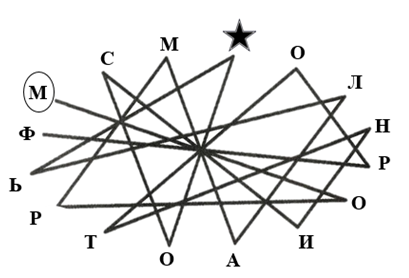 С М О
М Л
Ф Н
Р
Ь
О
Р
Т И
О А